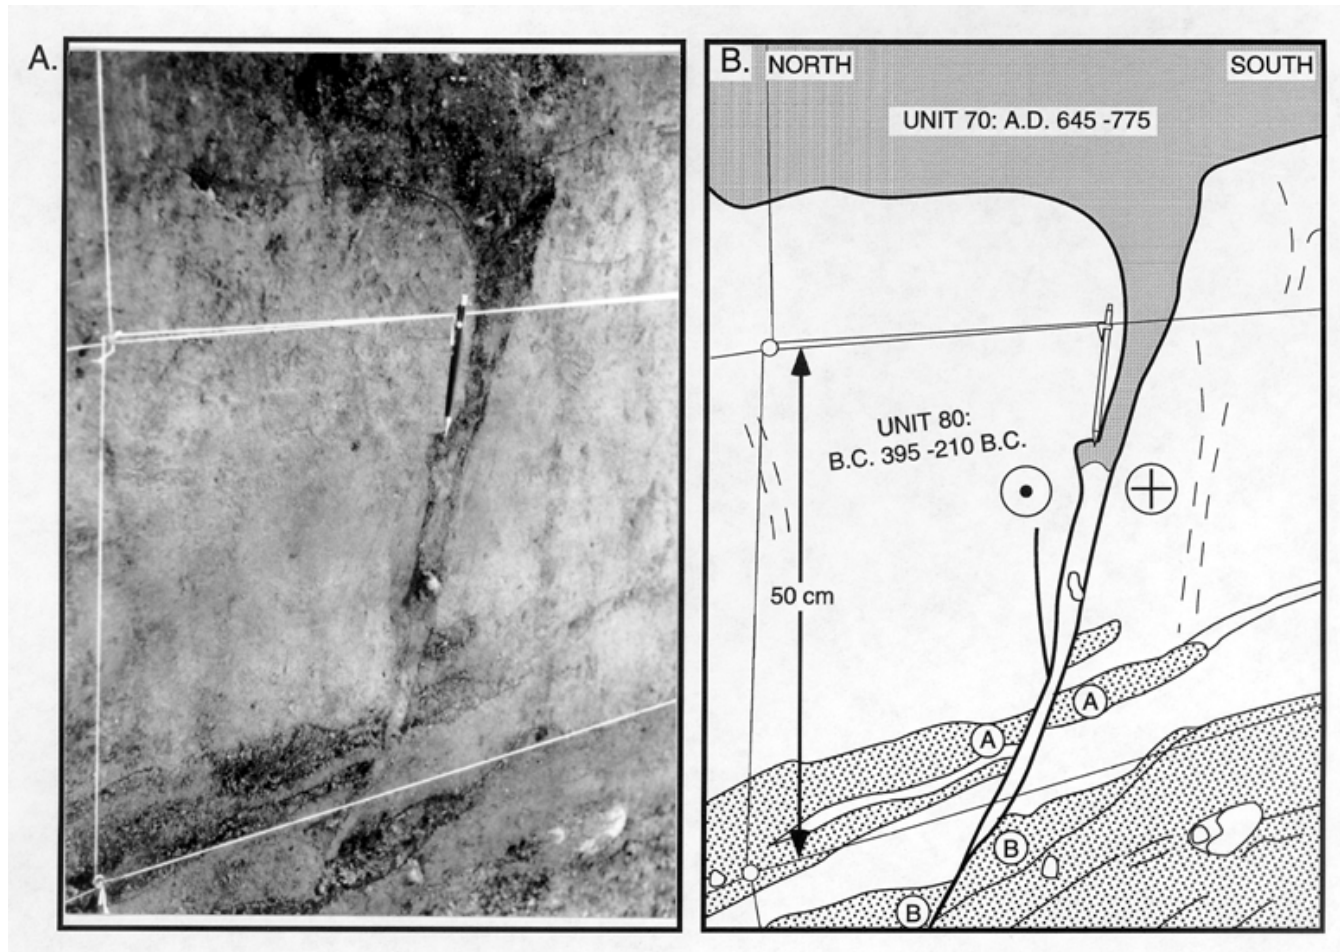 A.
B.
NORTH
SOUTH
UNIT 70: A.D. 645 -775
UNIT 80:
B.C. 395 -210 B.C.
50 cm
A
A
B
B